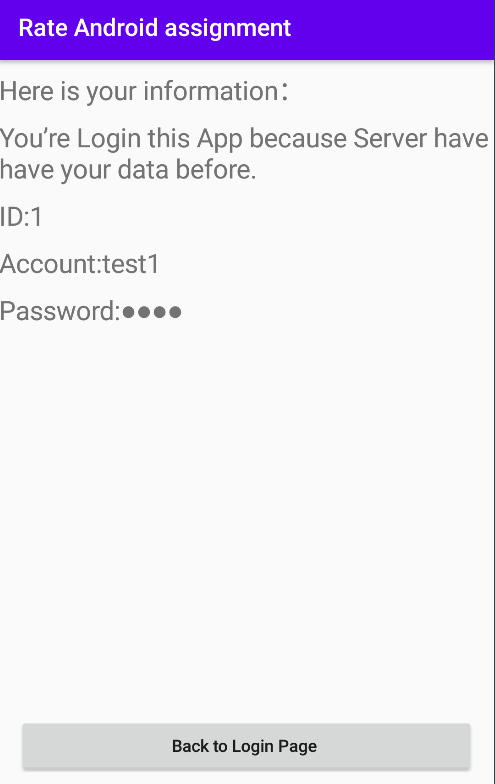 Rate Android assignment
Here is your information：
You’re Login this App because Server have
have your data before.
ID:1
Account:test1
Password:●●●●
Back to Login Page